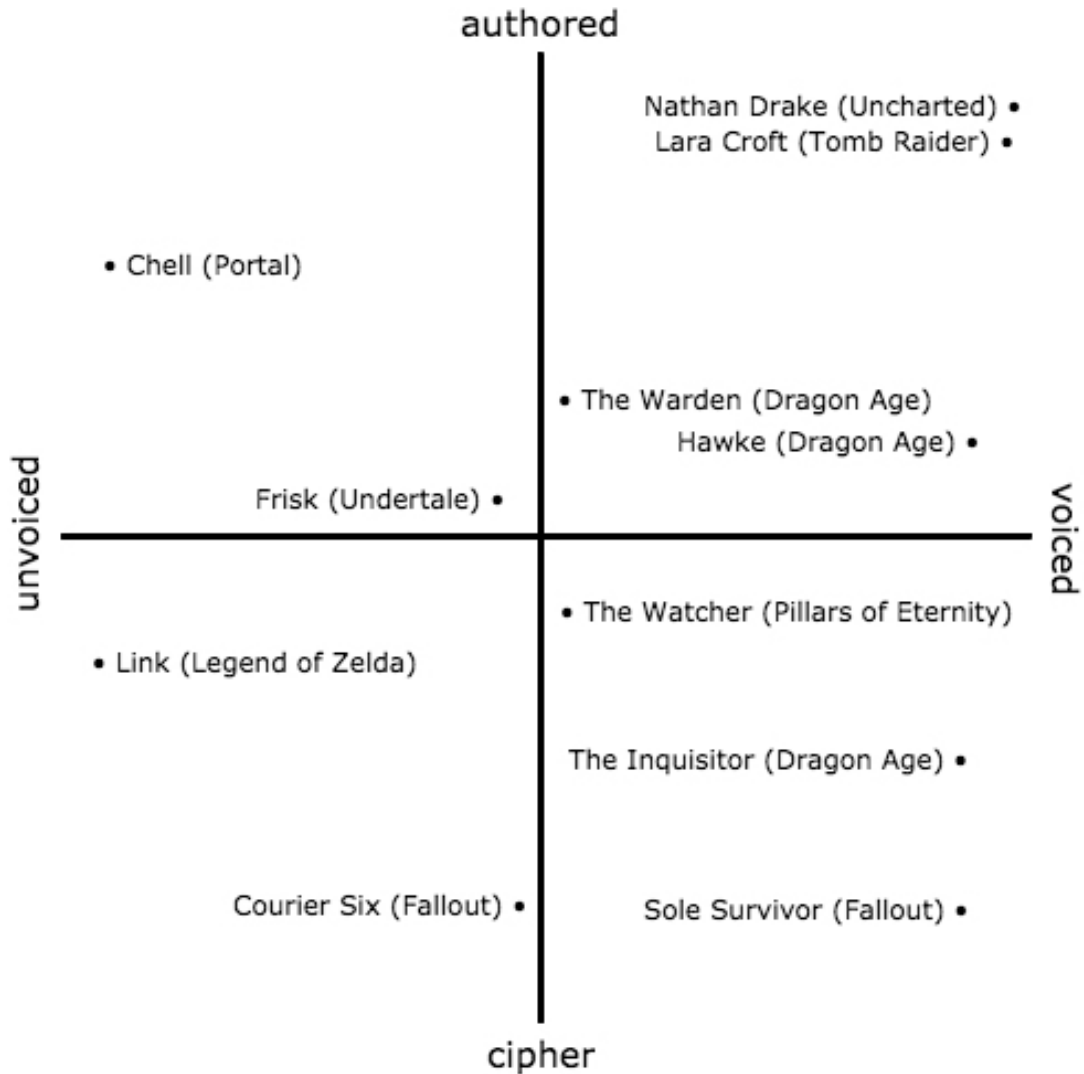 authored
Nathan Drake (Uncharted)
Lara Croft (Tomb Raider)
Chell (Portal)
The Warden (Dragon Age)
Hawke (Dragon Age)
unvoiced
Frisk (Undertale)
voiced
The Watcher (Pillars of Eternity)
Link (Legend of Zelda)
The Inquisitor (Dragon Age)
Courier Six (Fallout)
Sole Survivor (Fallout)
cipher